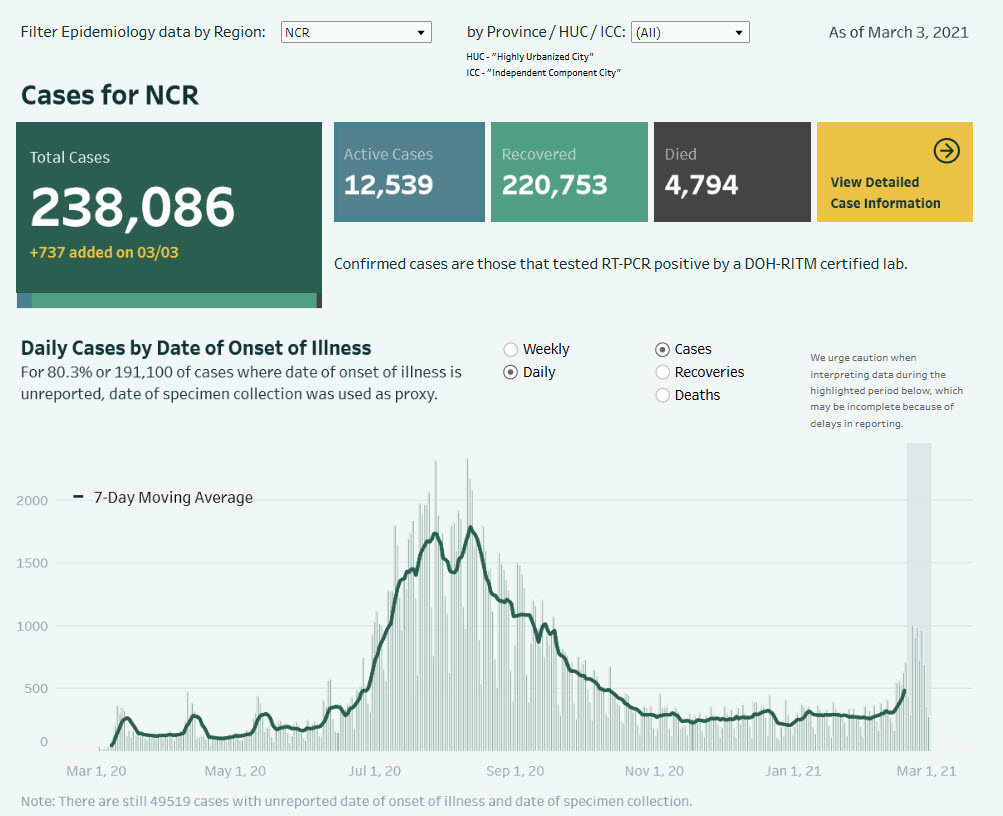 Filter Epidemiology data by Region: NCR by Province / HUC / ICC: (All) As of March 3, 2021
HUC - "Highly Urbanized City"
ICC - "Independent Component City"
Cases for NCR
Total Cases
238,086
+737 added on 03/03
Active Cases
12,539
Recovered
220,753
Died
4,794
View Detailed
Case Information
Confirmed cases are those that tested RT-PCR positive by a DOH-RITM certified lab.
Daily Cases by Date of Onset of Illness
For 80.3% or 191,100 of cases where date of onset of illness is
unreported, date of specimen collection was used as proxy.
Weekly
Daily
Cases
Recoveries
Deaths
We urge caution when
interpreting data during the
highlighted period below, which
may be incomplete because of
delays in reporting.
7-Day Moving Average
2000
1500
1000
500
0
Mar 1, 20 May 1, 20 Jul 1, 20 Sep 1, 20 Nov 1, 20 Jan 1, 21 Mar 1, 21
Note: There are still 49519 cases with unreported date of onset of illness and date of specimen collection.